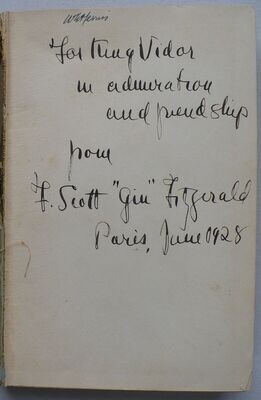 For King Vidor
in admiration
and friendship
from
F. Scott "Gin" Fitzgerald
Paris, June 1928